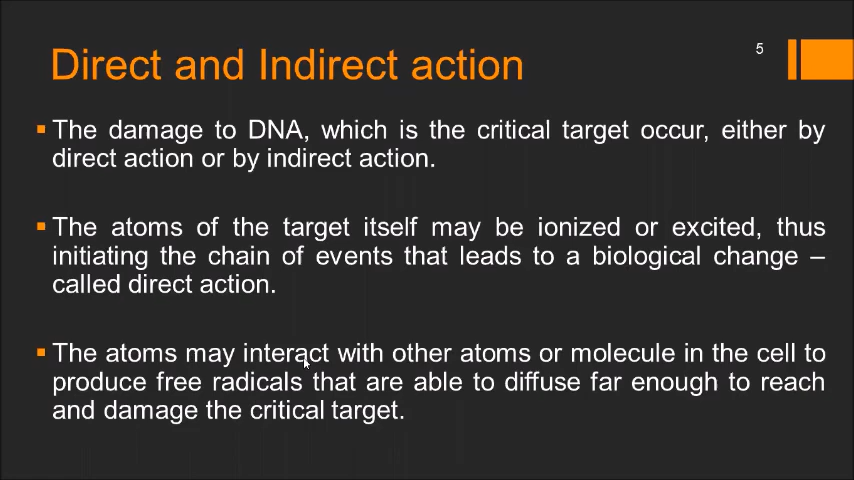 Direct and Indirect action
5
The damage to DNA, which is the critical target occur, either by
direct action or by indirect action.
The atoms of the target itself may be ionized or excited, thus
initiating the chain of events that leads to a biological change –
called direct action.
The atoms may interact with other atoms or molecule in the cell to
produce free radicals that are able to diffuse far enough to reach
and damage the critical target.